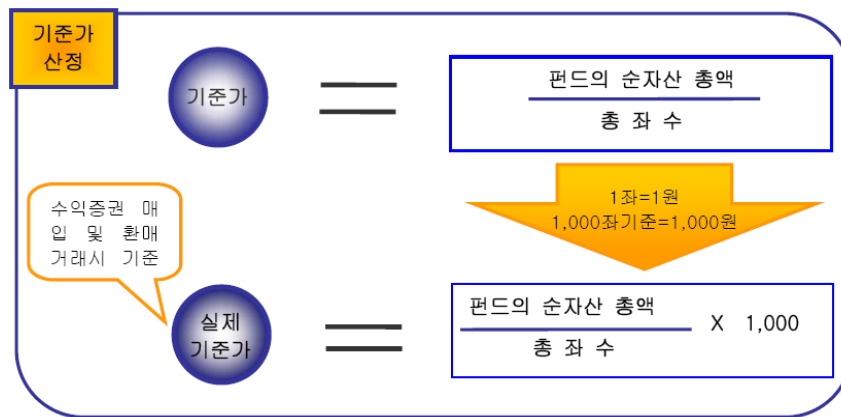 기준가
산정
기준가
펀드의 순자산 총액
총 좌 수
1좌=1원
1,000좌기준=1,000원
수익증권 매
입 및 환매
거래시 기준
실제
기준가
펀드의 순자산 총액
총 좌 수
X 1,000